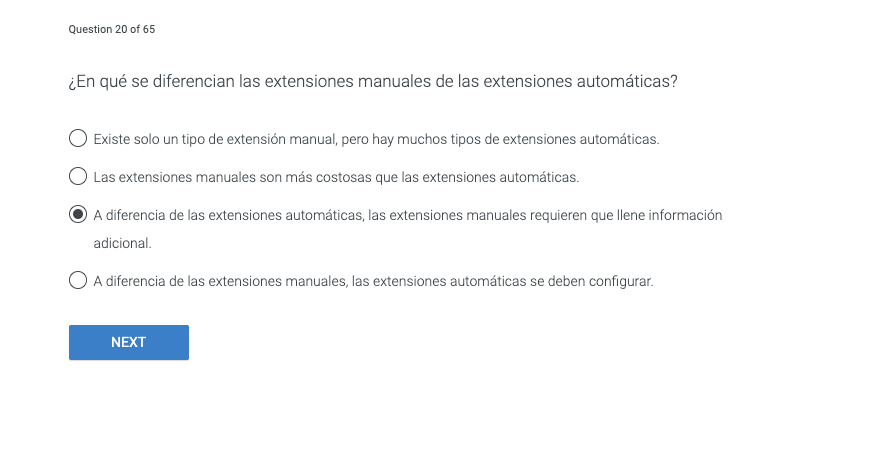 Question 20 of 65
¿En qué se diferencian las extensiones manuales de las extensiones automáticas?
Existe solo un tipo de extensión manual, pero hay muchos tipos de extensiones automáticas.
Las extensiones manuales son más costosas que las extensiones automáticas.
A diferencia de las extensiones automáticas, las extensiones manuales requieren que llene información
adicional.
A diferencia de las extensiones manuales, las extensiones automáticas se deben configurar.
NEXT